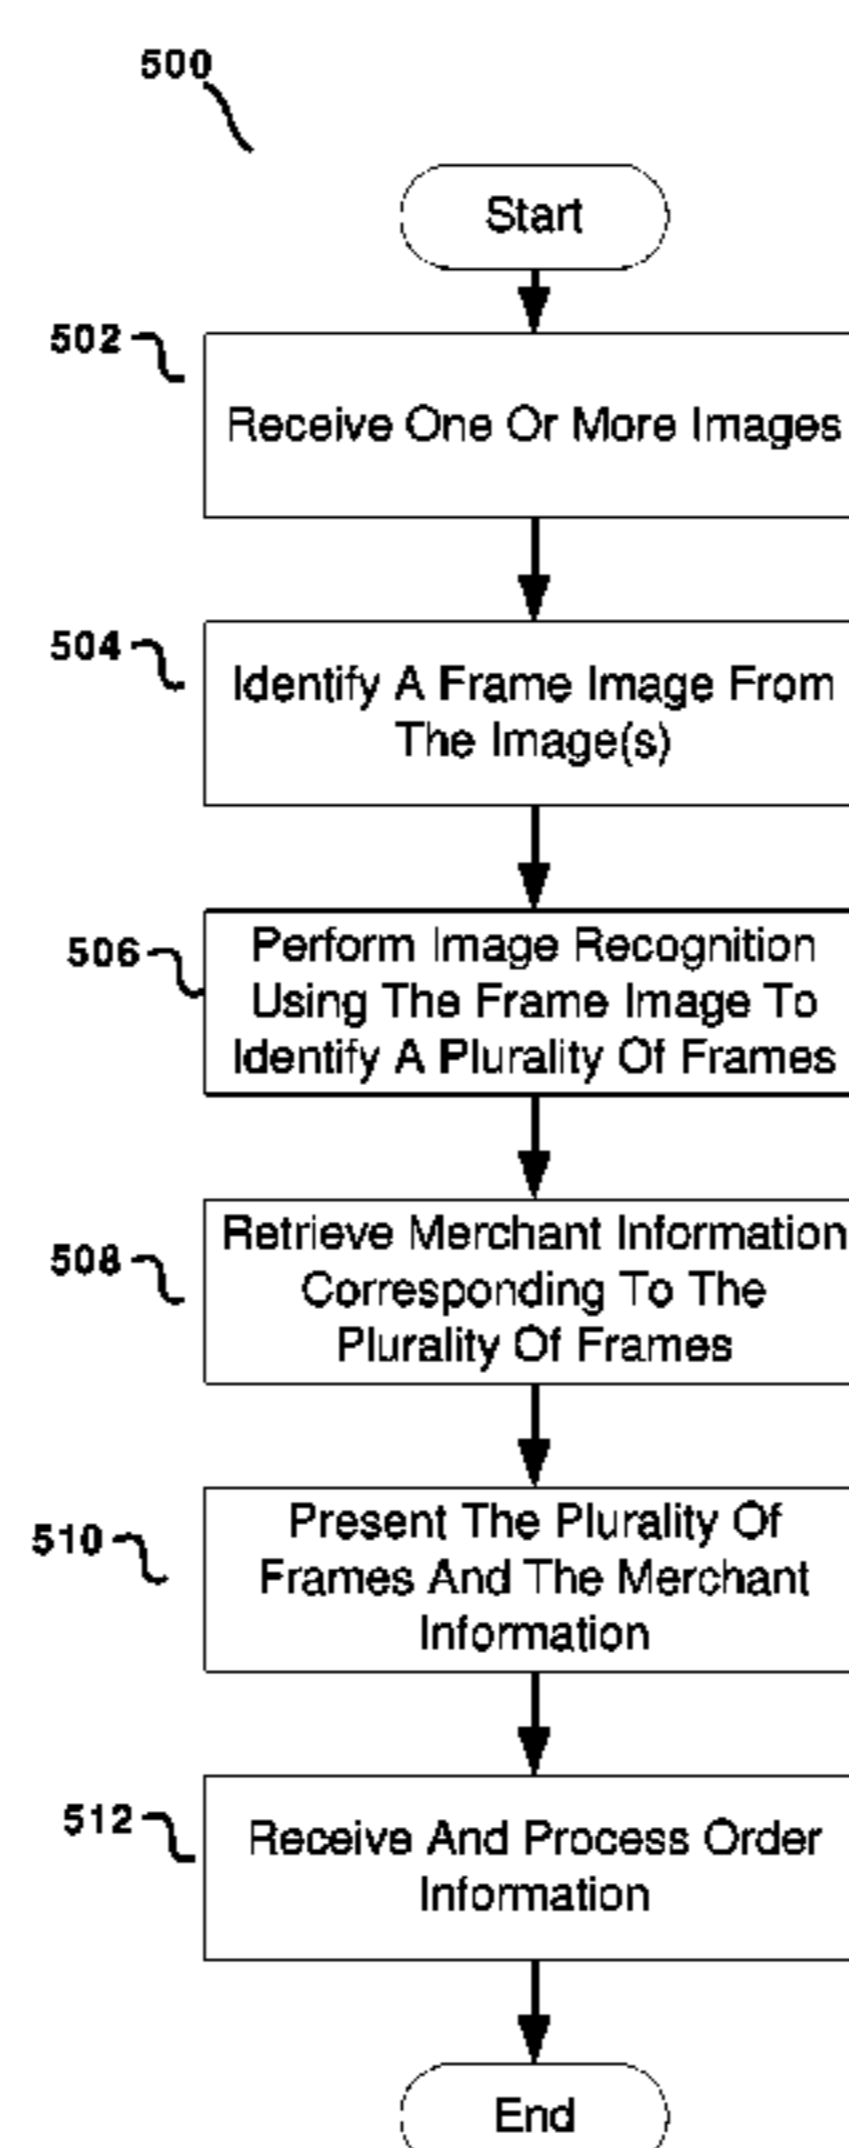 500
Start
502
Receive One Or More Images
504
Identify A Frame Image From
The Image(s)
506
Perform Image Recognition
Using The Frame Image To
Identify A Plurality Of Frames
508
Retrieve Merchant Information
Corresponding To The
Plurality Of Frames
510
Present The Plurality Of
Frames And The Merchant
Information
512
Receive And Process Order
Information
End